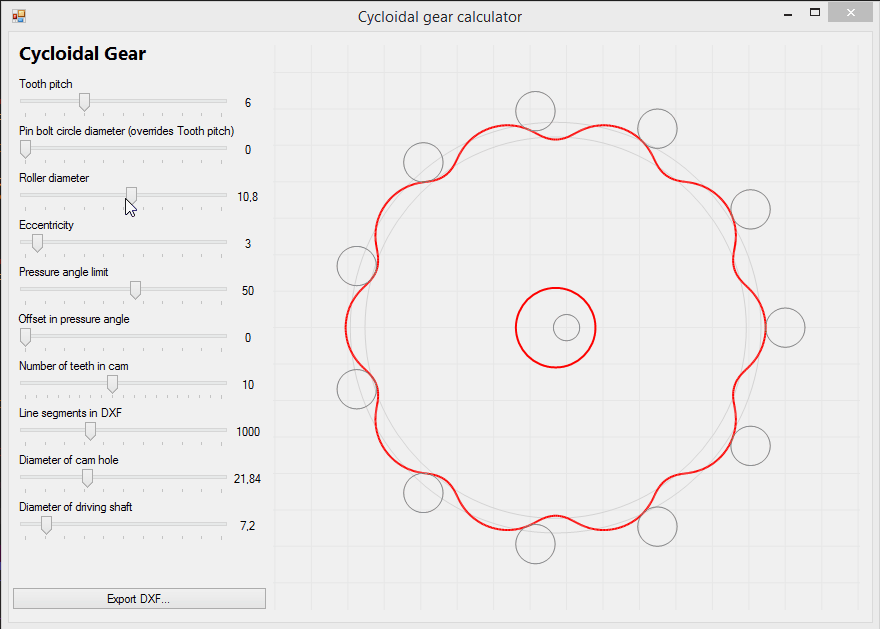 Cycloidal gear calculator
Cycloidal Gear
Tooth pitch
6
Pin bolt circle diameter (overrides Tooth pitch)
0
Roller diameter
10,8
Eccentricity
3
Pressure angle limit
50
Offset in pressure angle
0
Number of teeth in cam
10
Line segments in DXF
1000
Diameter of cam hole
21,84
Diameter of driving shaft
7,2
Export DXF...